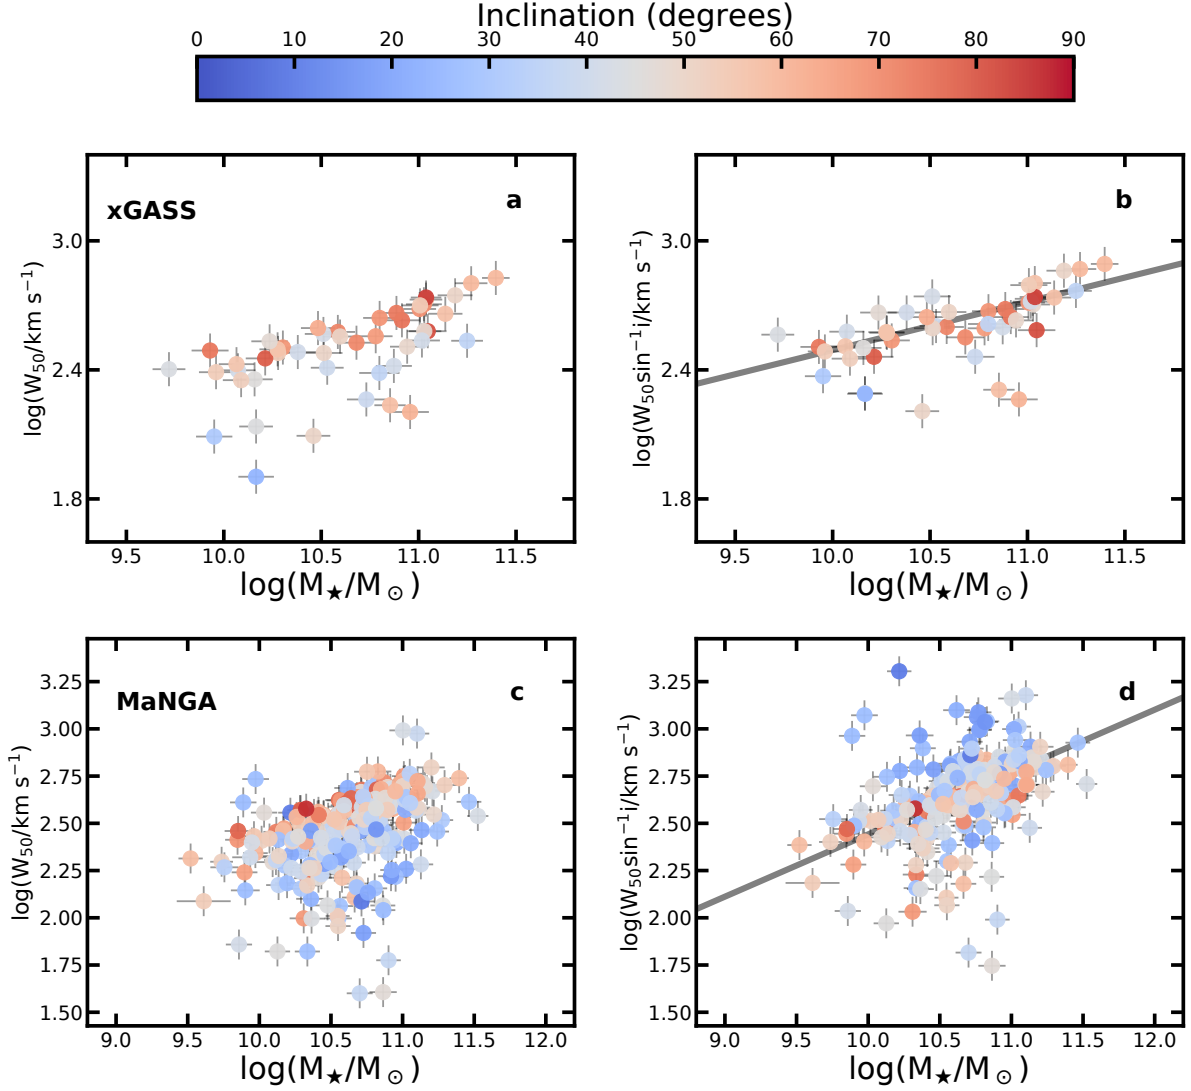 Inclination (degrees)
0 10 20 30 40 50 60 70 80 90
xGASS
a
log(W50/km s−1)
3.0
2.4
1.8
9.5 10.0 10.5 11.0 11.5
log(M★/M⊙)
b
log(W50sin−1i/km s−1)
3.0
2.4
1.8
9.5 10.0 10.5 11.0 11.5
log(M★/M⊙)
MaNGA
c
log(W50/km s−1)
3.25
3.00
2.75
2.50
2.25
2.00
1.75
1.50
9.0 9.5 10.0 10.5 11.0 11.5 12.0
log(M★/M⊙)
d
log(W50sin−1i/km s−1)
3.25
3.00
2.75
2.50
2.25
2.00
1.75
1.50
9.0 9.5 10.0 10.5 11.0 11.5 12.0
log(M★/M⊙)